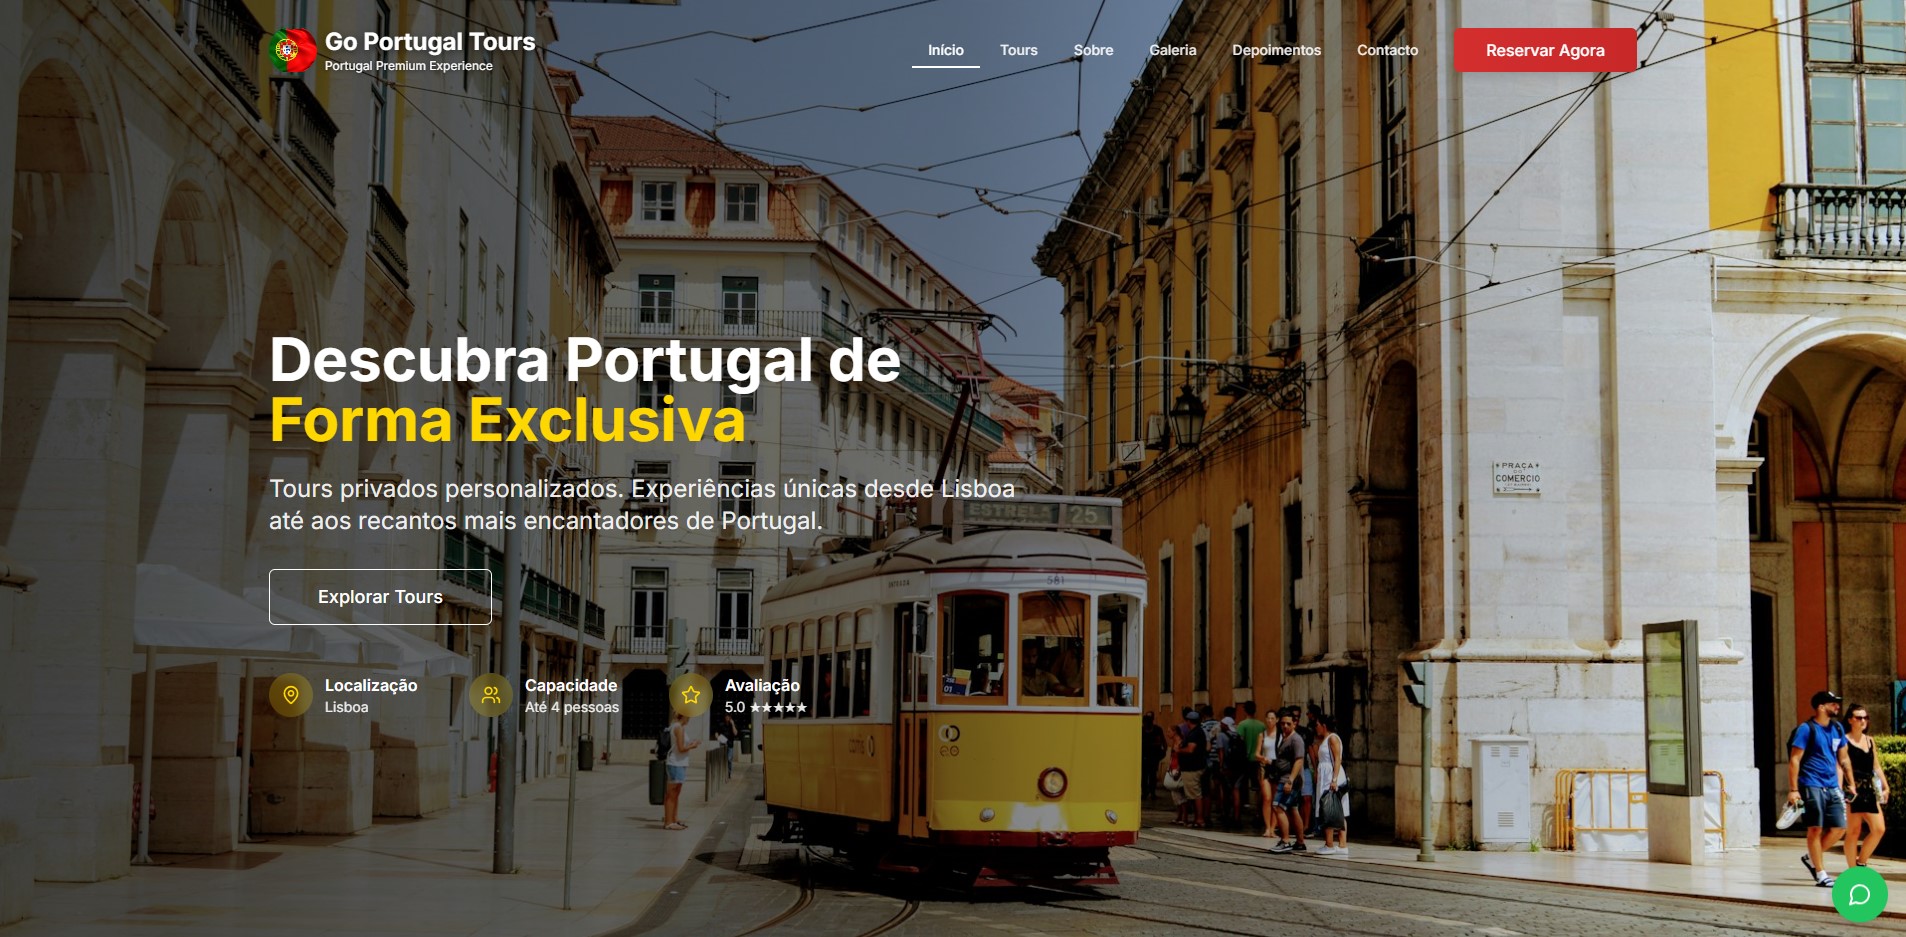 Go Portugal Tours
Portugal Premium Experience
Início Tours Sobre Galeria Depoimentos Contacto Reservar Agora
Descubra Portugal de
Forma Exclusiva
Tours privados personalizados. Experiências únicas desde Lisboa
até aos recantos mais encantadores de Portugal.
Explorar Tours
Localização
Lisboa
Capacidade
Até 4 pessoas
Avaliação
5.0 ★★★★★
ESTRELA 25
581
PRAÇA
DO
COMERCIO